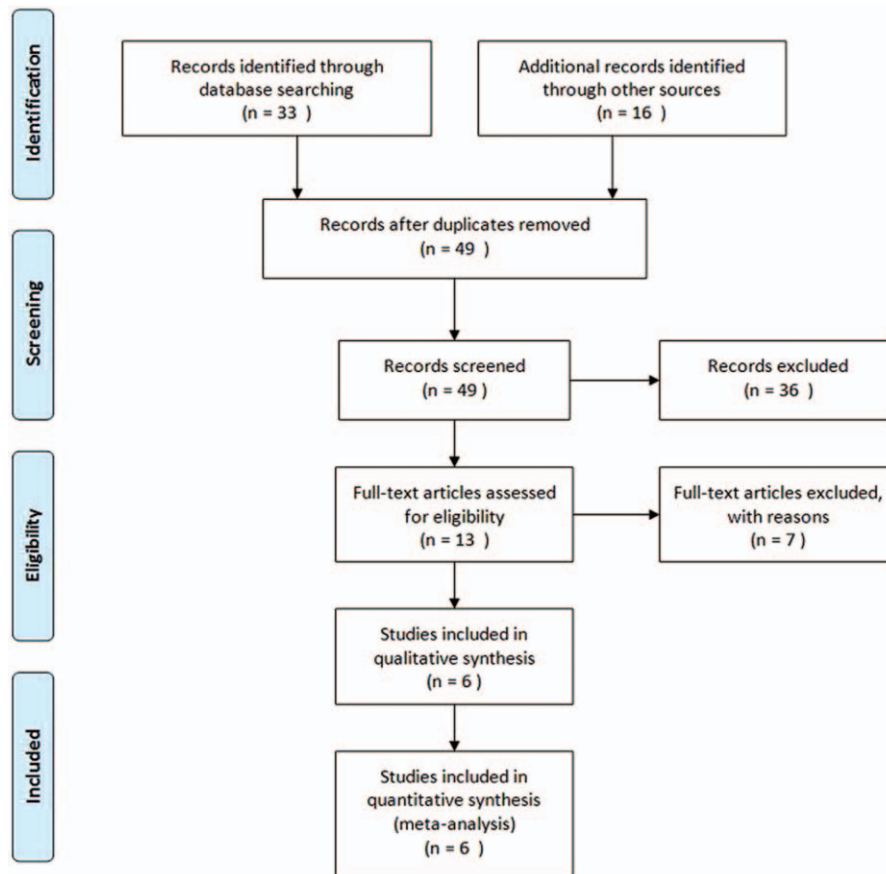 Identification
Records identified through
database searching
(n = 33 )
Additional records identified
through other sources
(n = 16 )
Records after duplicates removed
(n = 49 )
Screening
Records screened
(n = 49 )
Records excluded
(n = 36 )
Eligibility
Full-text articles assessed
for eligibility
(n = 13 )
Full-text articles excluded,
with reasons
(n = 7 )
Studies included in
qualitative synthesis
(n = 6 )
Included
Studies included in
quantitative synthesis
(meta-analysis)
(n = 6 )